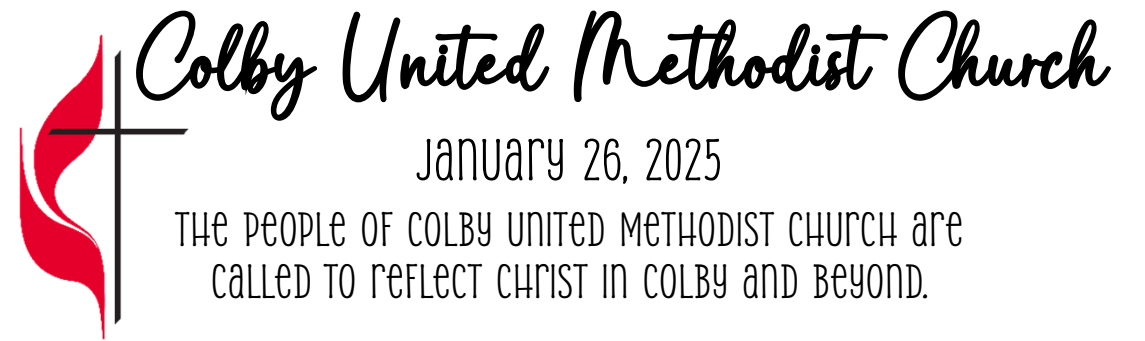 Colby United Methodist Church
January 26, 2025
THE PEOPLE OF COLBY UNITED METHODIST CHURCH are
CALLED TO REFLECT CHRIST IN COLBY AND BEYOND.